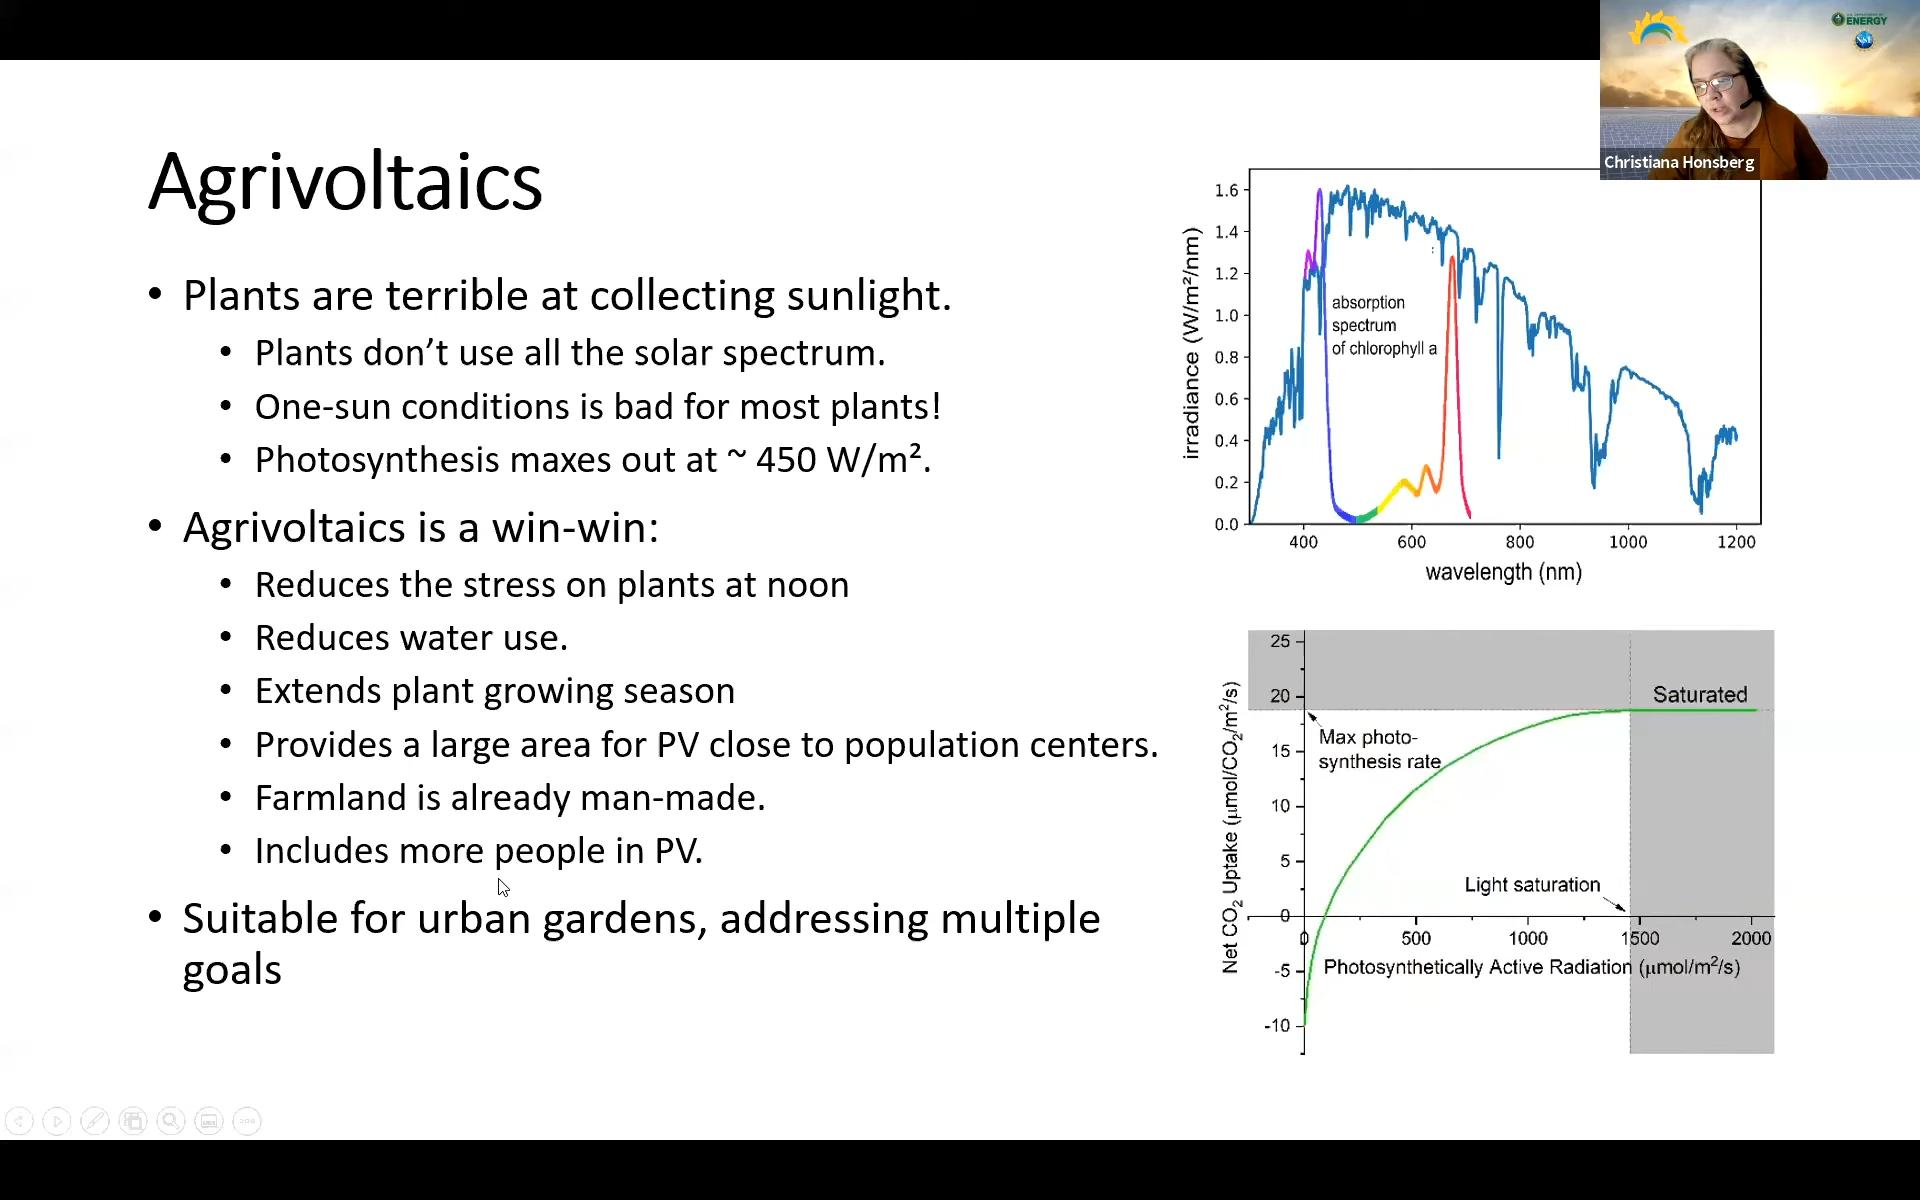 ENERGY
Christiana Honsberg
Agrivoltaics
• Plants are terrible at collecting sunlight.
• Plants don’t use all the solar spectrum.
• One-sun conditions is bad for most plants!
• Photosynthesis maxes out at ~ 450 W/m².
• Agrivoltaics is a win-win:
• Reduces the stress on plants at noon
• Reduces water use.
• Extends plant growing season
• Provides a large area for PV close to population centers.
• Farmland is already man-made.
• Includes more people in PV.
• Suitable for urban gardens, addressing multiple
goals
irradiance (W/m²/nm)
1.6
1.4
1.2
1.0
0.8
0.6
0.4
0.2
0.0
absorption
spectrum
of chlorophyll a
400 600 800 1000 1200
wavelength (nm)
Net CO₂ Uptake (µmol/CO₂/m²/s)
25
20
15
10
5
0
-5
-10
Saturated
Max photo-
synthesis rate
Light saturation
0 500 1000 1500 2000
Photosynthetically Active Radiation (µmol/m²/s)